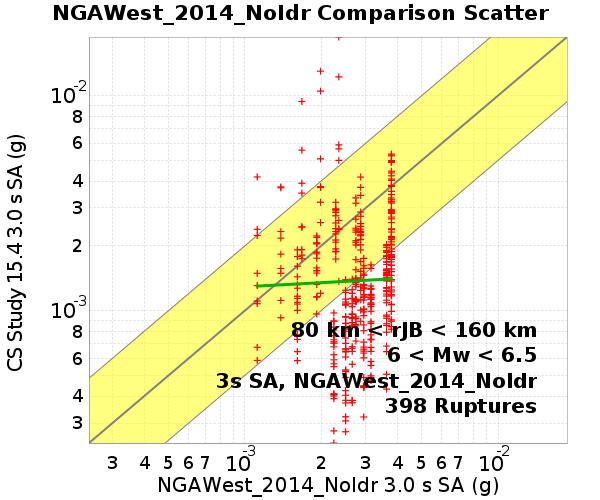 NGAWest_2014_NoIdr Comparison Scatter
CS Study 15.4 3.0 s SA (g)
10⁻²
8
6
4
3
2
10⁻³
8
6
4
3
80 km < rJB < 160 km
6 < Mw < 6.5
3s SA, NGAWest_2014_NoIdr
398 Ruptures
3 4 5 6 7 10⁻³ 2 3 4 5 6 7 10⁻²
NGAWest_2014_NoIdr 3.0 s SA (g)